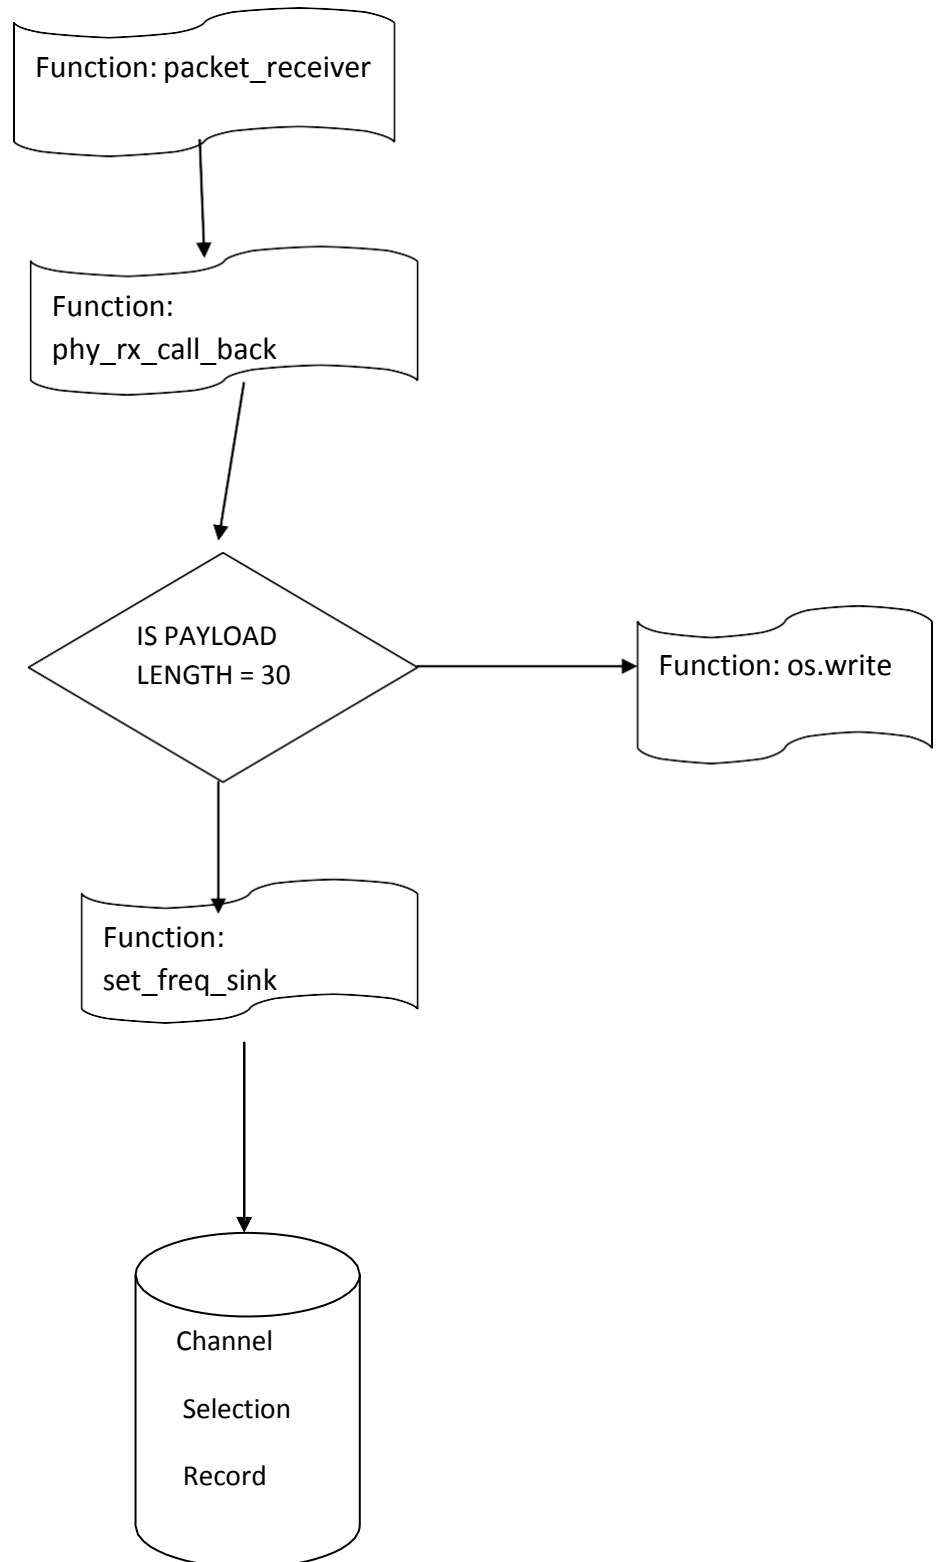 Function: packet_receiver
Function:
phy_rx_call_back
IS PAYLOAD
LENGTH = 30
Function: os.write
Function:
set_freq_sink
Channel
Selection
Record